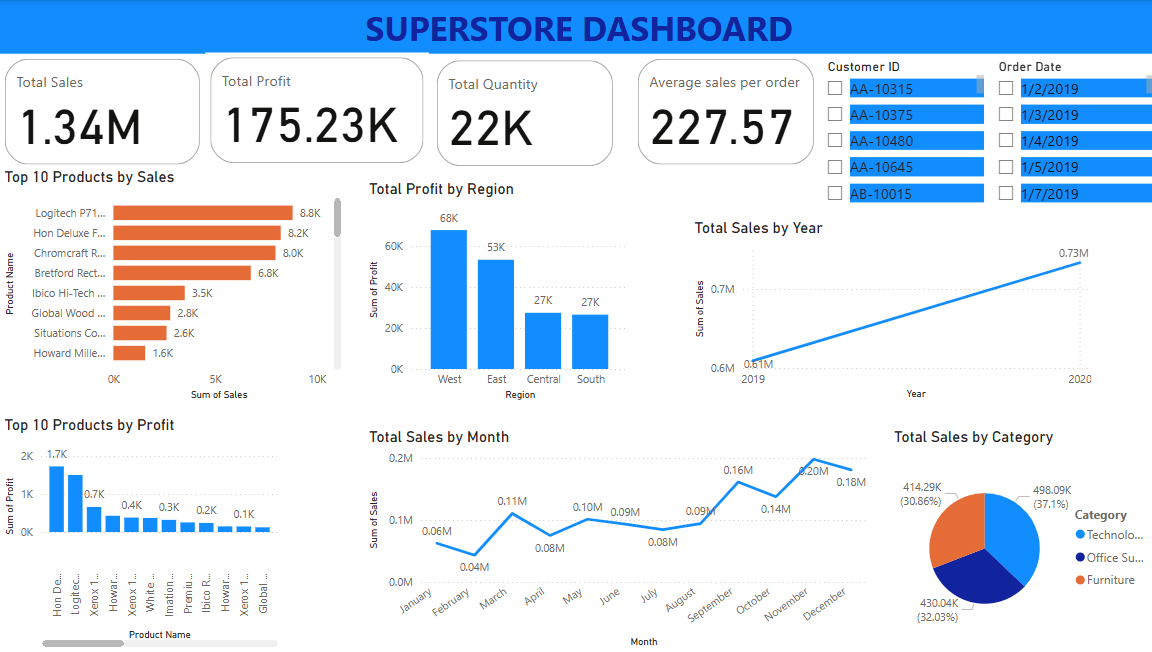 SUPERSTORE DASHBOARD
Total Sales
1.34M
Total Profit
175.23K
Total Quantity
22K
Average sales per order
227.57
Customer ID
AA-10315
AA-10375
AA-10480
AA-10645
AB-10015
Order Date
1/2/2019
1/3/2019
1/4/2019
1/5/2019
1/7/2019
Top 10 Products by Sales
Product Name
Logitech P71... 8.8K
Hon Deluxe F... 8.2K
Chromcraft R... 8.0K
Bretford Rect... 6.8K
Ibico Hi-Tech ... 3.5K
Global Wood ... 2.8K
Situations Co... 2.6K
Howard Mille... 1.6K
0K 5K 10K
Sum of Sales
Total Profit by Region
Sum of Profit
60K
40K
20K
0K
68K
53K
27K
27K
West East Central South
Region
Total Sales by Year
Sum of Sales
0.7M
0.6M
0.61M
0.73M
2019 2020
Year
Top 10 Products by Profit
Sum of Profit
2K
1K
0K
1.7K
0.7K
0.4K
0.3K
0.2K
0.1K
Hon De...
Logitec...
Xerox 1...
Howar...
Xerox 1...
White ...
Imation...
Premiu...
Ibico R...
Howar...
Xerox 1...
Global ...
Product Name
Total Sales by Month
Sum of Sales
0.2M
0.1M
0.0M
0.06M
0.04M
0.11M
0.08M
0.10M
0.09M
0.08M
0.09M
0.16M
0.14M
0.20M
0.18M
January
February
March
April
May
June
July
August
September
October
November
December
Month
Total Sales by Category
414.29K
(30.86%)
498.09K
(37.1%)
430.04K
(32.03%)
Category
Technolo...
Office Su...
Furniture